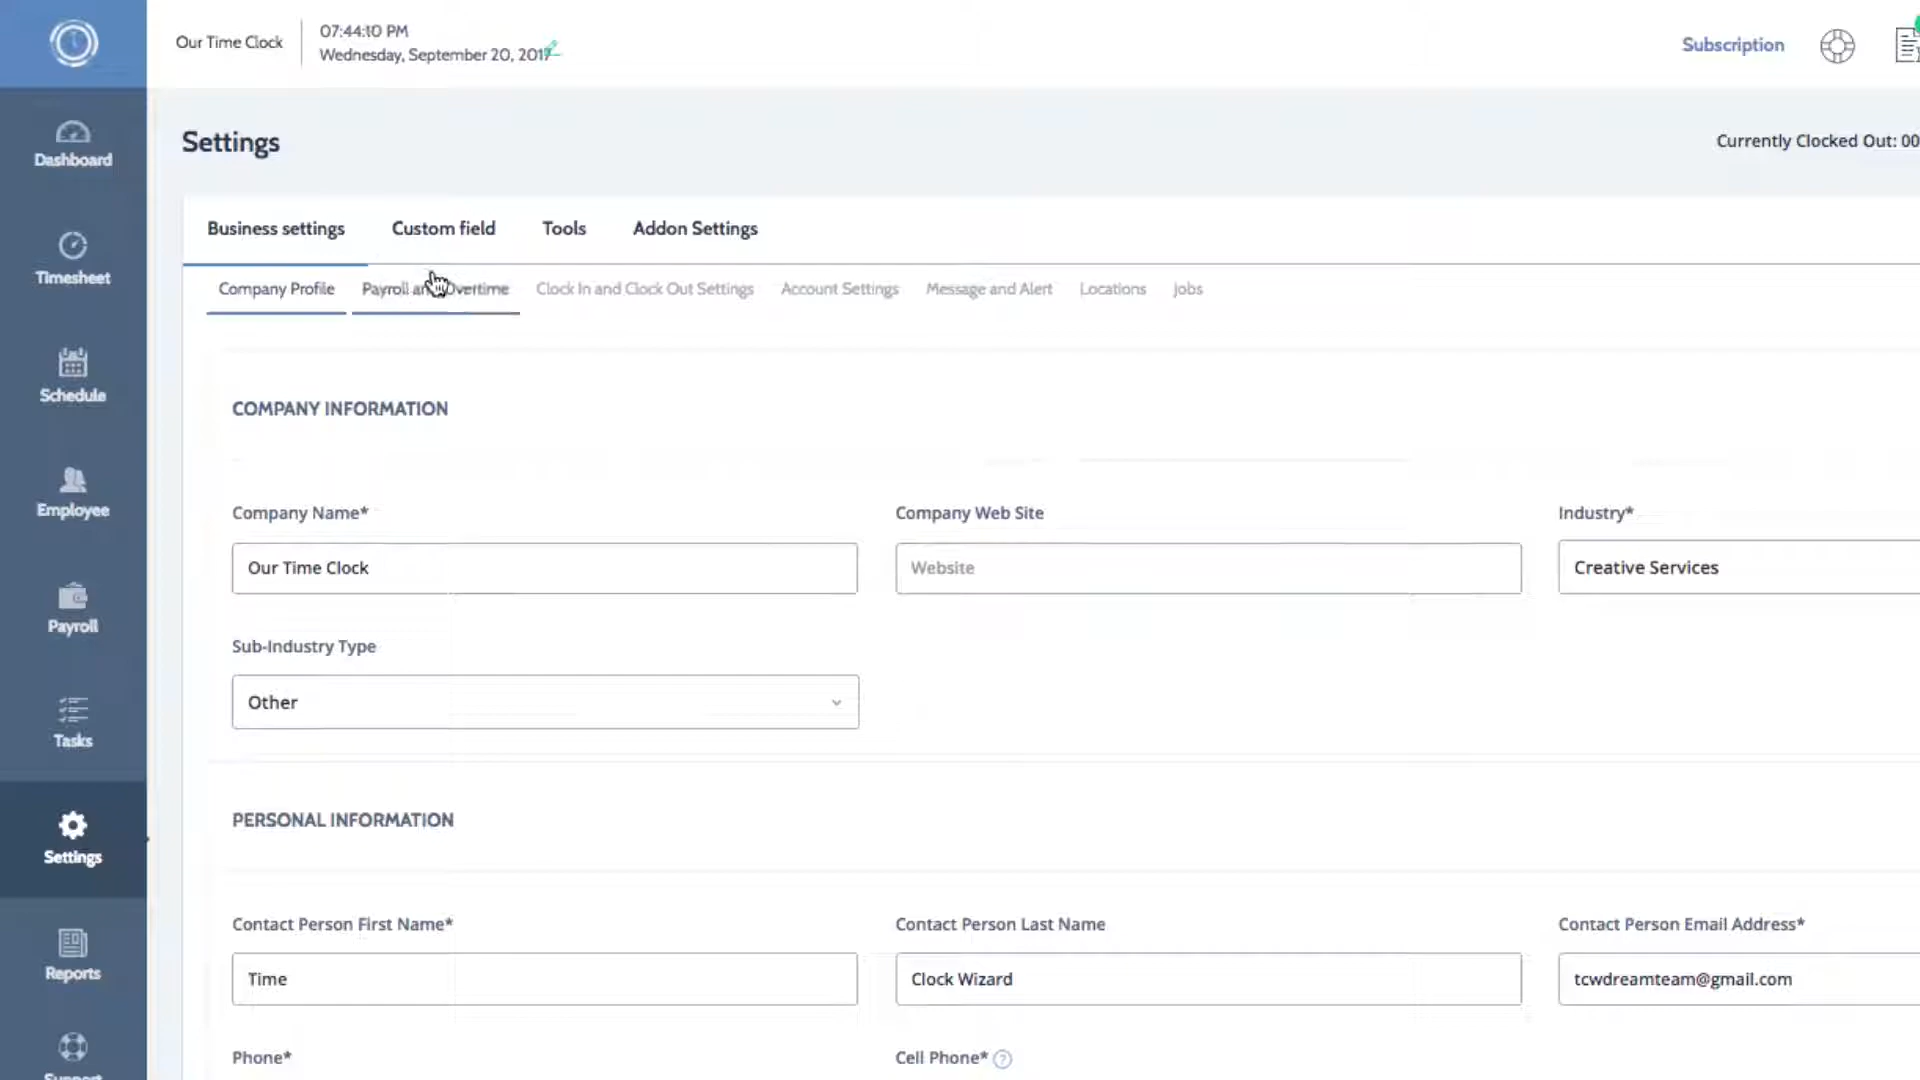 Our Time Clock
07:44:10 PM
Wednesday, September 20, 2017
Subscription
Dashboard
Timesheet
Schedule
Employee
Payroll
Tasks
Settings
Reports
Support
Settings
Currently Clocked Out: 00
Business settings Custom field Tools Addon Settings
Company Profile Payroll and Overtime Clock In and Clock Out Settings Account Settings Message and Alert Locations Jobs
COMPANY INFORMATION
Company Name* Company Web Site Industry*
Our Time Clock Website Creative Services
Sub-Industry Type
Other
PERSONAL INFORMATION
Contact Person First Name* Contact Person Last Name Contact Person Email Address*
Time Clock Wizard tcwdreamteam@gmail.com
Phone* Cell Phone* ?